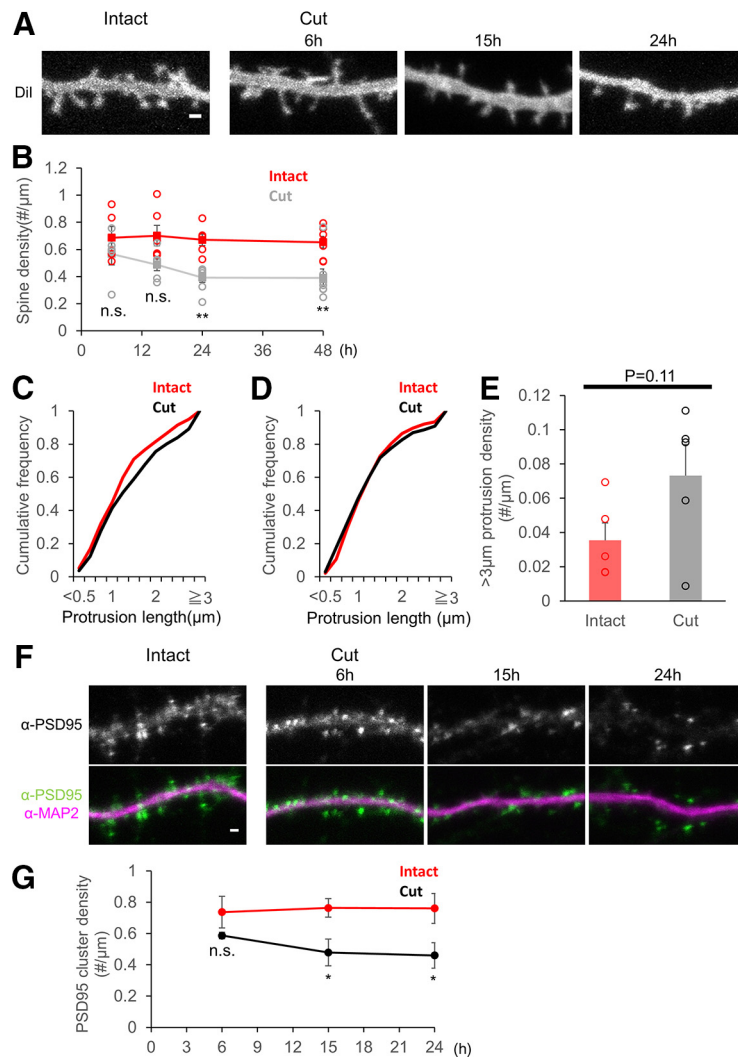 A
Intact
Cut
6h
15h
24h
DiI
B
Spine density(#/μm)
1.2
1
0.8
0.6
0.4
0.2
0
Intact
Cut
n.s.
n.s.
**
**
0
12
24
36
48
(h)
C
Cumulative frequency
1
0.8
0.6
0.4
0.2
0
Intact
Cut
<0.5
1
2
≧3
Protrusion length(μm)
D
Cumulative frequency
1
0.8
0.6
0.4
0.2
0
Intact
Cut
<0.5
1
2
≧3
Protrusion length (μm)
E
P=0.11
>3μm protrusion density
(#/μm)
0.12
0.1
0.08
0.06
0.04
0.02
0
Intact
Cut
F
Intact
Cut
6h
15h
24h
α-PSD95
α-PSD95
α-MAP2
G
PSD95 cluster density
(#/μm)
1
0.8
0.6
0.4
0.2
0
Intact
Cut
n.s.
*
*
0
3
6
9
12
15
18
21
24
(h)